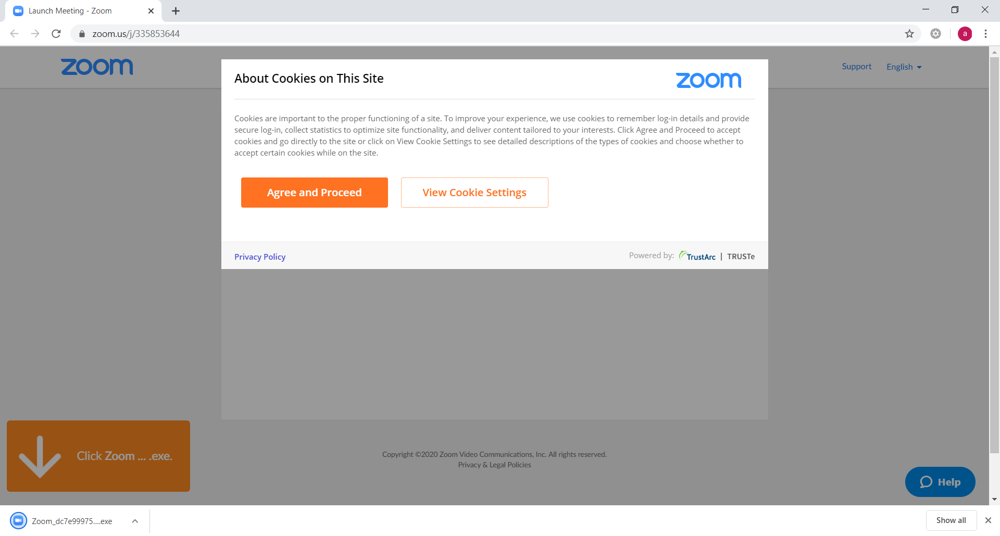 Launch Meeting - Zoom
zoom.us/j/335853644
a
zoom
Support
English
About Cookies on This Site
zoom
Cookies are important to the proper functioning of a site. To improve your experience, we use cookies to remember log-in details and provide
secure log-in, collect statistics to optimize site functionality, and deliver content tailored to your interests. Click Agree and Proceed to accept
cookies and go directly to the site or click on View Cookie Settings to see detailed descriptions of the types of cookies and choose whether to
accept certain cookies while on the site.
Agree and Proceed
View Cookie Settings
Privacy Policy
Powered by: TrustArc | TRUSTe
Click Zoom ... .exe.
Copyright ©2020 Zoom Video Communications, Inc. All rights reserved.
Privacy & Legal Policies
Help
Zoom_dc7e99975....exe
Show all